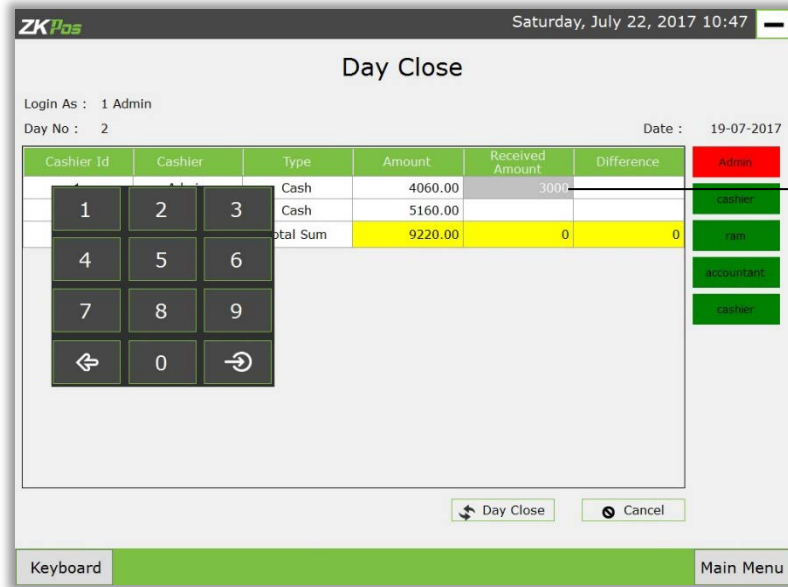 ZKPos
Saturday, July 22, 2017 10:47
Day Close
Login As : 1 Admin
Day No : 2
Date : 19-07-2017
Cashier Id Cashier Type Amount Received Amount Difference
Cash 4060.00 3000
Cash 5160.00
Sum 9220.00 0 0
Admin
cashier
ram
accountant
cashier
1 2 3
4 5 6
7 8 9
0
Day Close Cancel
Keyboard Main Menu